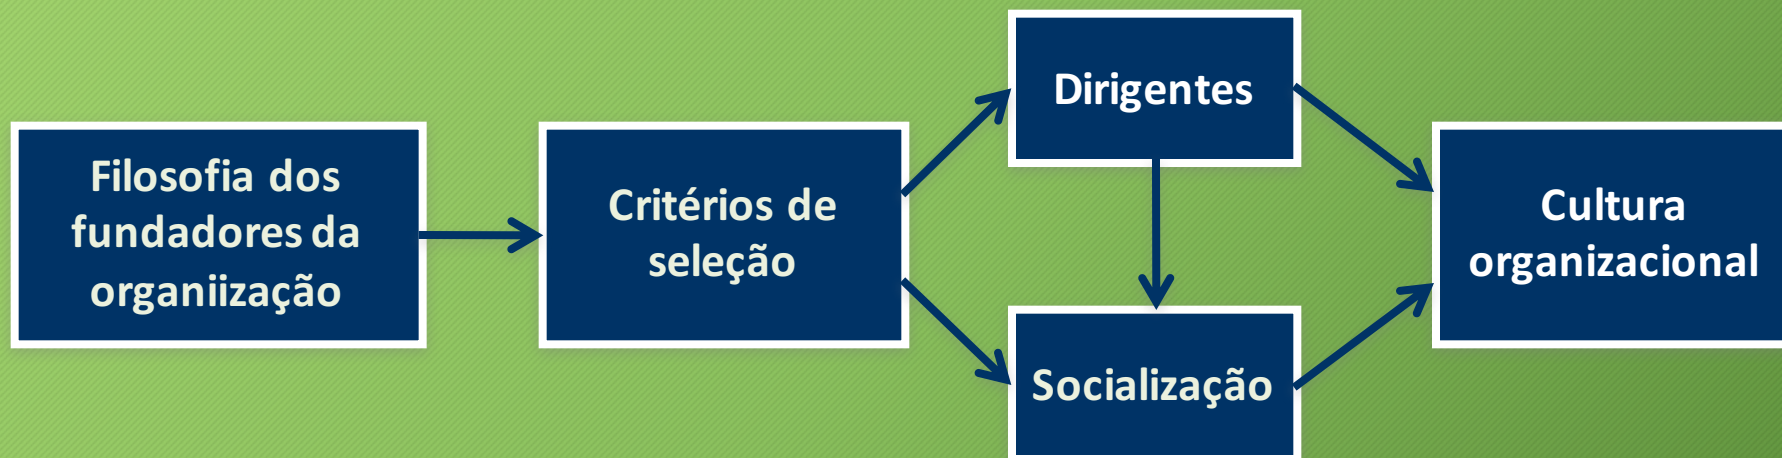 Filosofia dos
fundadores da
organiização
Critérios de
seleção
Dirigentes
Socialização
Cultura
organizacional